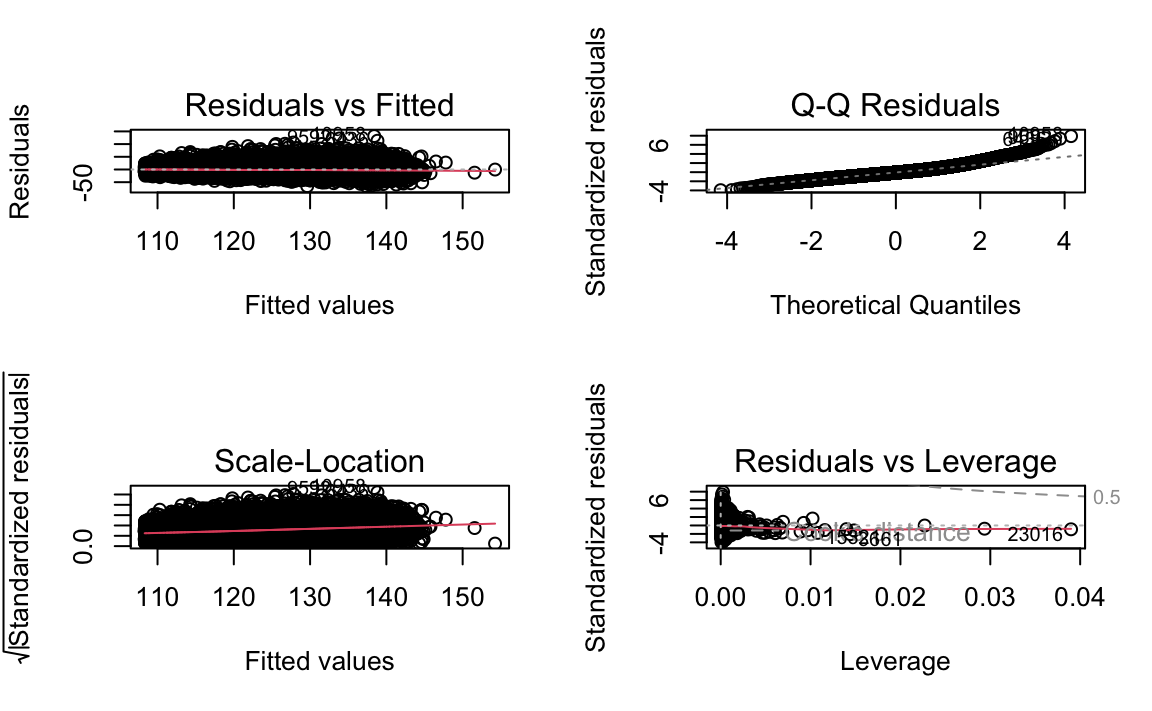 Residuals vs Fitted
Residuals
-50
110 120 130 140 150
Fitted values
Q-Q Residuals
Standardized residuals
-4 6
-4 -2 0 2 4
Theoretical Quantiles
Scale-Location
√|Standardized residuals|
0.0
110 120 130 140 150
Fitted values
Residuals vs Leverage
Standardized residuals
-4 6
0.5
Cook's distance
23016
0.00 0.01 0.02 0.03 0.04
Leverage